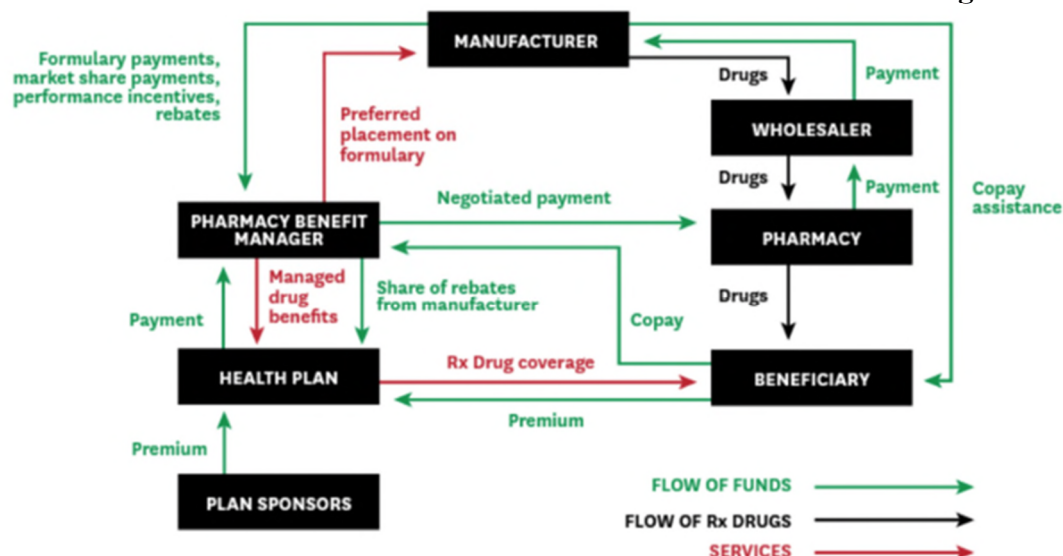 MANUFACTURER
Formulary payments,
market share payments,
performance incentives,
rebates
Preferred
placement on
formulary
Drugs
Payment
WHOLESALER
Drugs
Payment
Copay
assistance
Negotiated payment
PHARMACY BENEFIT
MANAGER
PHARMACY
Managed
drug
benefits
Share of rebates
from manufacturer
Drugs
Payment
Copay
HEALTH PLAN
Rx Drug coverage
BENEFICIARY
Premium
Premium
PLAN SPONSORS
FLOW OF FUNDS
FLOW OF Rx DRUGS
SERVICES